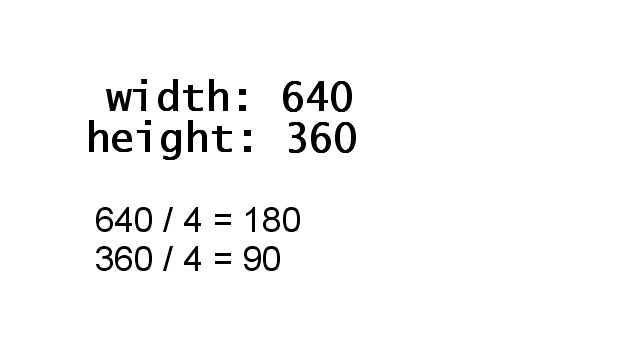 width: 640
height: 360
640 / 4 = 180
360 / 4 = 90